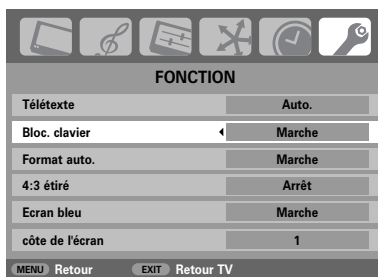 FONCTION
Télétexte Auto.
Bloc. clavier Marche
Format auto. Marche
4:3 étiré Arrêt
Ecran bleu Marche
côte de l'écran 1
MENU Retour EXIT Retour TV